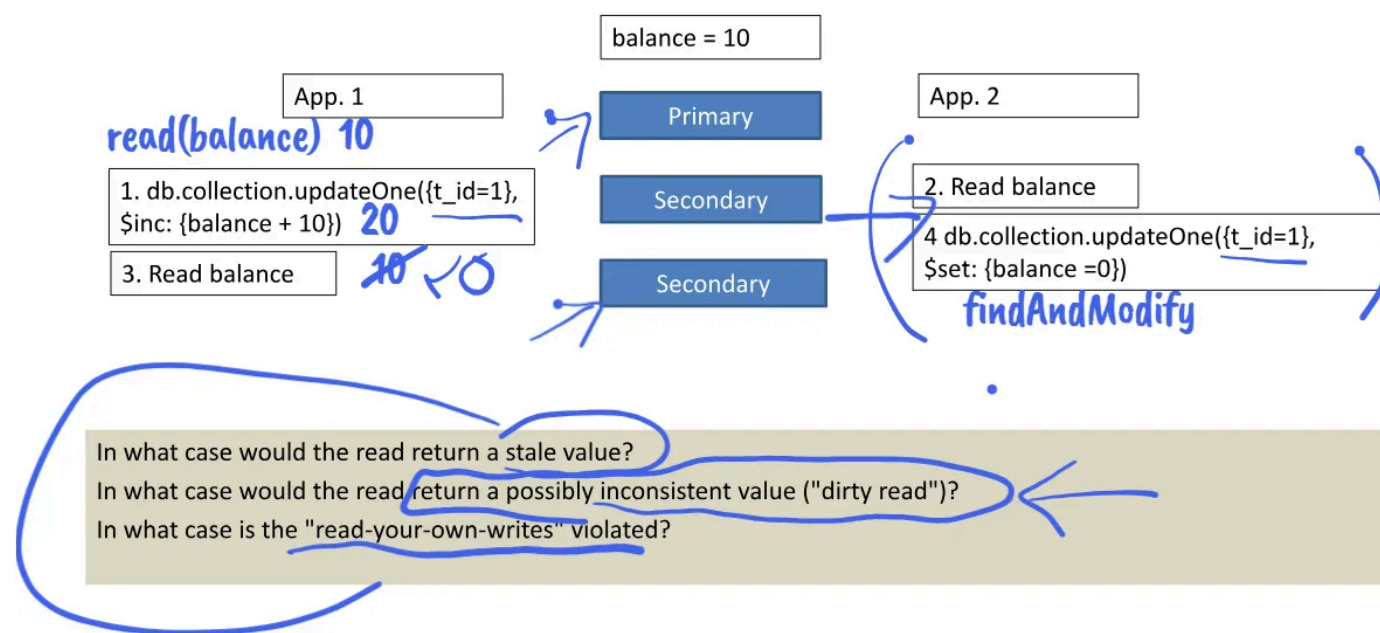 balance = 10
App. 1
Primary
App. 2
read(balance) 10
1. db.collection.updateOne({t_id=1},
$inc: {balance + 10}) 20
3. Read balance 10
Secondary
Secondary
2. Read balance
4 db.collection.updateOne({t_id=1},
$set: {balance =0})
findAndModify
In what case would the read return a stale value?
In what case would the read return a possibly inconsistent value ("dirty read")?
In what case is the "read-your-own-writes" violated?